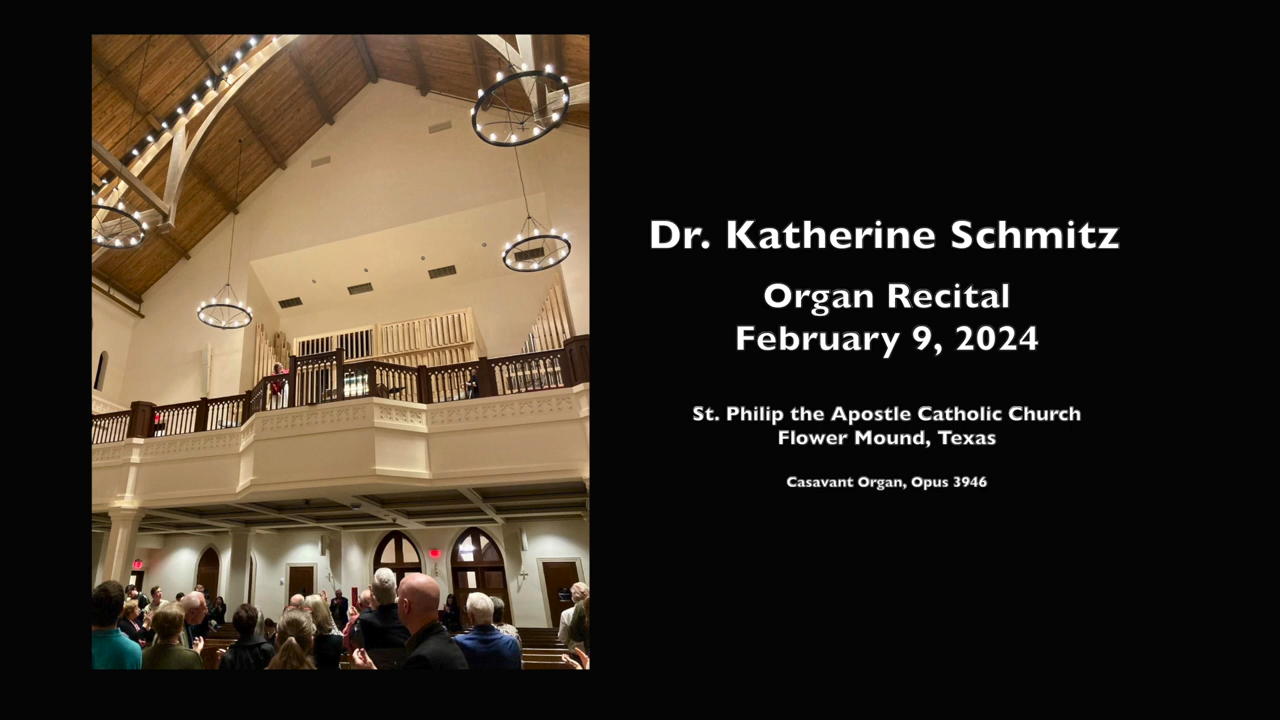 Dr. Katherine Schmitz
Organ Recital
February 9, 2024
St. Philip the Apostle Catholic Church
Flower Mound, Texas
Casavant Organ, Opus 3946